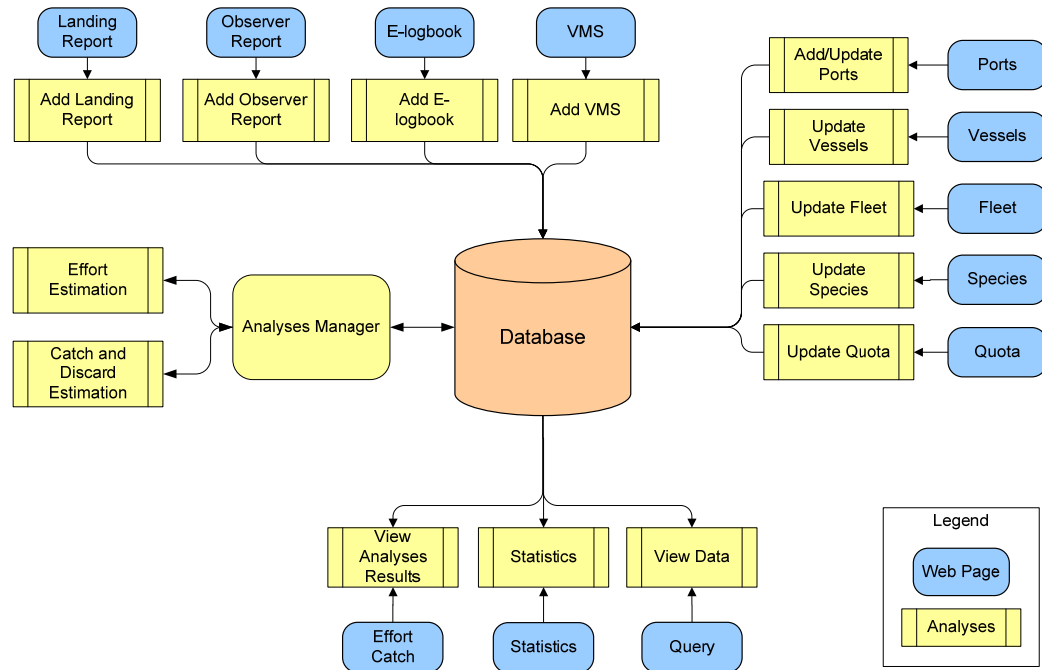 Landing
Report
Observer
Report
E-logbook
VMS
Add Landing
Report
Add Observer
Report
Add E-
logbook
Add VMS
Add/Update
Ports
Ports
Update
Vessels
Vessels
Update Fleet
Fleet
Update
Species
Species
Update Quota
Quota
Effort
Estimation
Catch and
Discard
Estimation
Analyses Manager
Database
View
Analyses
Results
Statistics
View Data
Effort
Catch
Statistics
Query
Legend
Web Page
Analyses